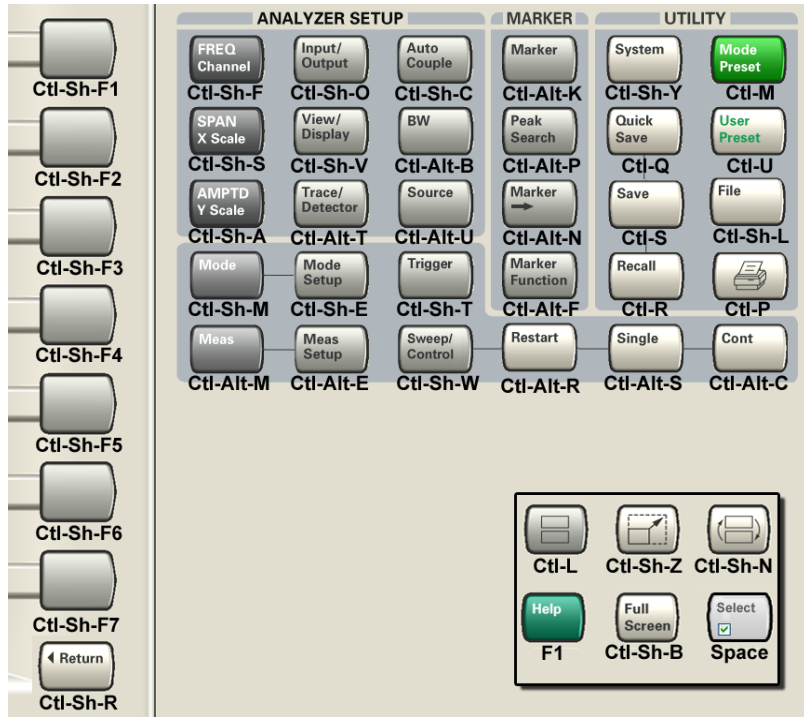 ANALYZER SETUP MARKER UTILITY
FREQ
Channel
Input/
Output
Auto
Couple
Marker
System
Mode
Preset
Ctl-Sh-F1
Ctl-Sh-F Ctl-Sh-O Ctl-Sh-C Ctl-Alt-K Ctl-Sh-Y Ctl-M
SPAN
X Scale
View/
Display
BW
Peak
Search
Quick
Save
User
Preset
Ctl-Sh-F2
Ctl-Sh-S Ctl-Sh-V Ctl-Alt-B Ctl-Alt-P Ctl-Q Ctl-U
AMPTD
Y Scale
Trace/
Detector
Source
Marker
Save
File
Ctl-Sh-F3
Ctl-Sh-A Ctl-Alt-T Ctl-Alt-U Ctl-Alt-N Ctl-S Ctl-Sh-L
Mode
Mode
Setup
Trigger
Marker
Function
Recall
Ctl-Sh-M Ctl-Sh-E Ctl-Sh-T Ctl-Alt-F Ctl-R Ctl-P
Ctl-Sh-F4
Meas
Meas
Setup
Sweep/
Control
Restart
Single
Cont
Ctl-Alt-M Ctl-Alt-E Ctl-Sh-W Ctl-Alt-R Ctl-Alt-S Ctl-Alt-C
Ctl-Sh-F5
Ctl-Sh-F6
Ctl-Sh-F7
Return
Ctl-Sh-R
Ctl-L Ctl-Sh-Z Ctl-Sh-N
Help
Full
Screen
Select
F1 Ctl-Sh-B Space